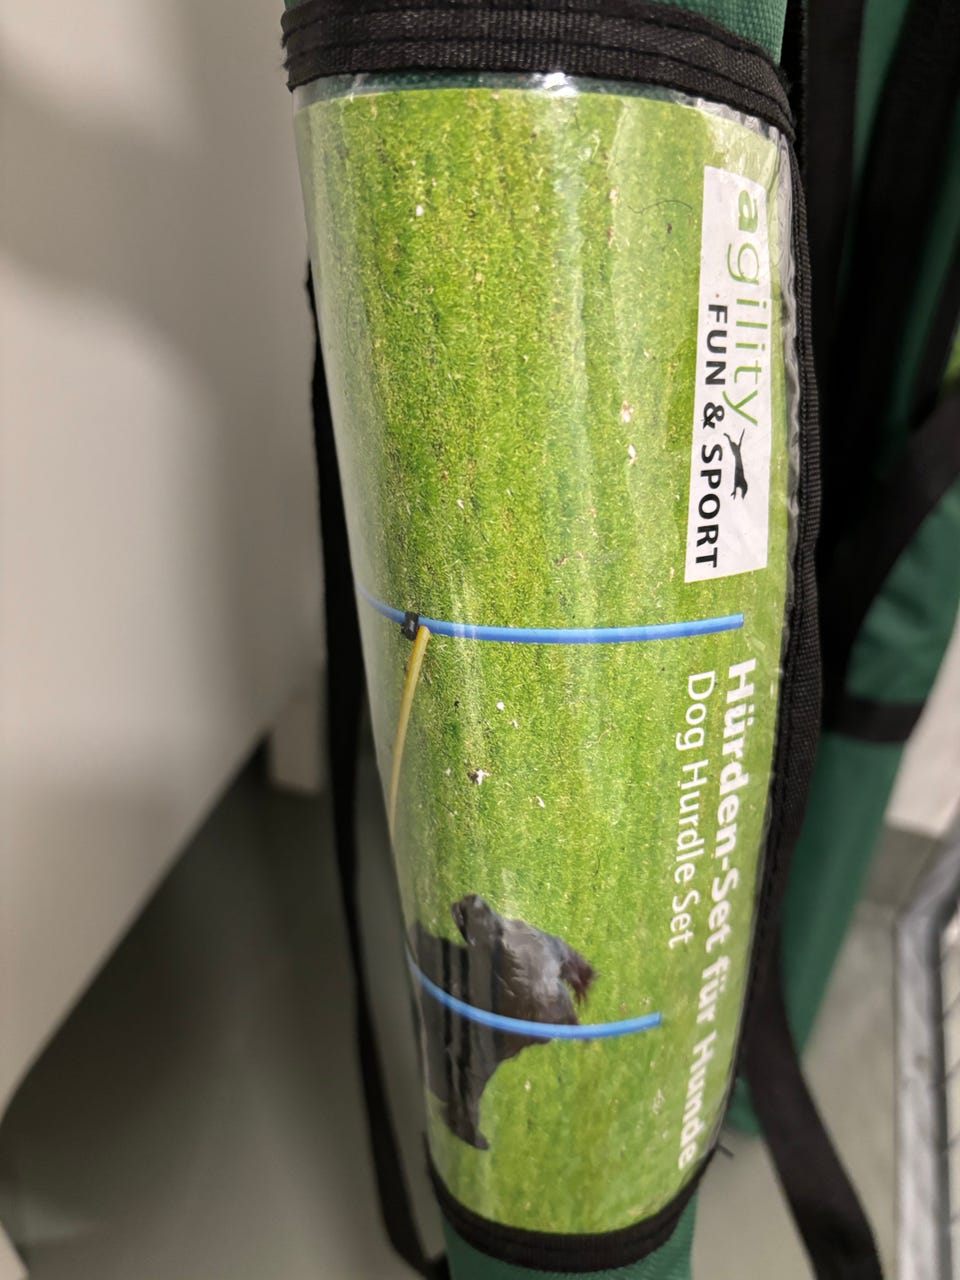 agility
FUN & SPORT
Hürden-Set für Hunde
Dog Hurdle Set